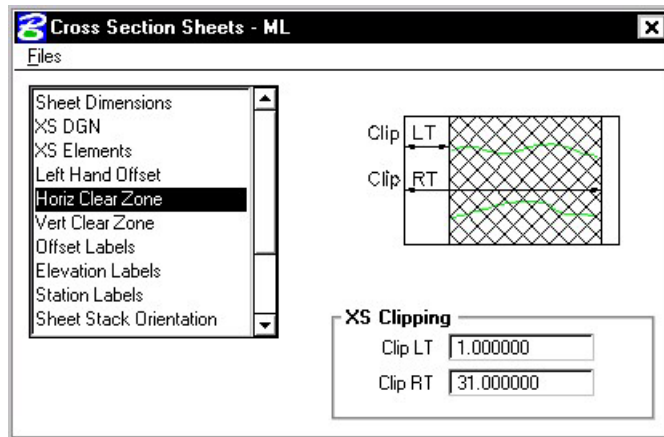 Cross Section Sheets - ML
Files
Sheet Dimensions
XS DGN
XS Elements
Left Hand Offset
Horiz Clear Zone
Vert Clear Zone
Offset Labels
Elevation Labels
Station Labels
Sheet Stack Orientation
Clip LT
Clip RT
XS Clipping
Clip LT 1.000000
Clip RT 31.000000